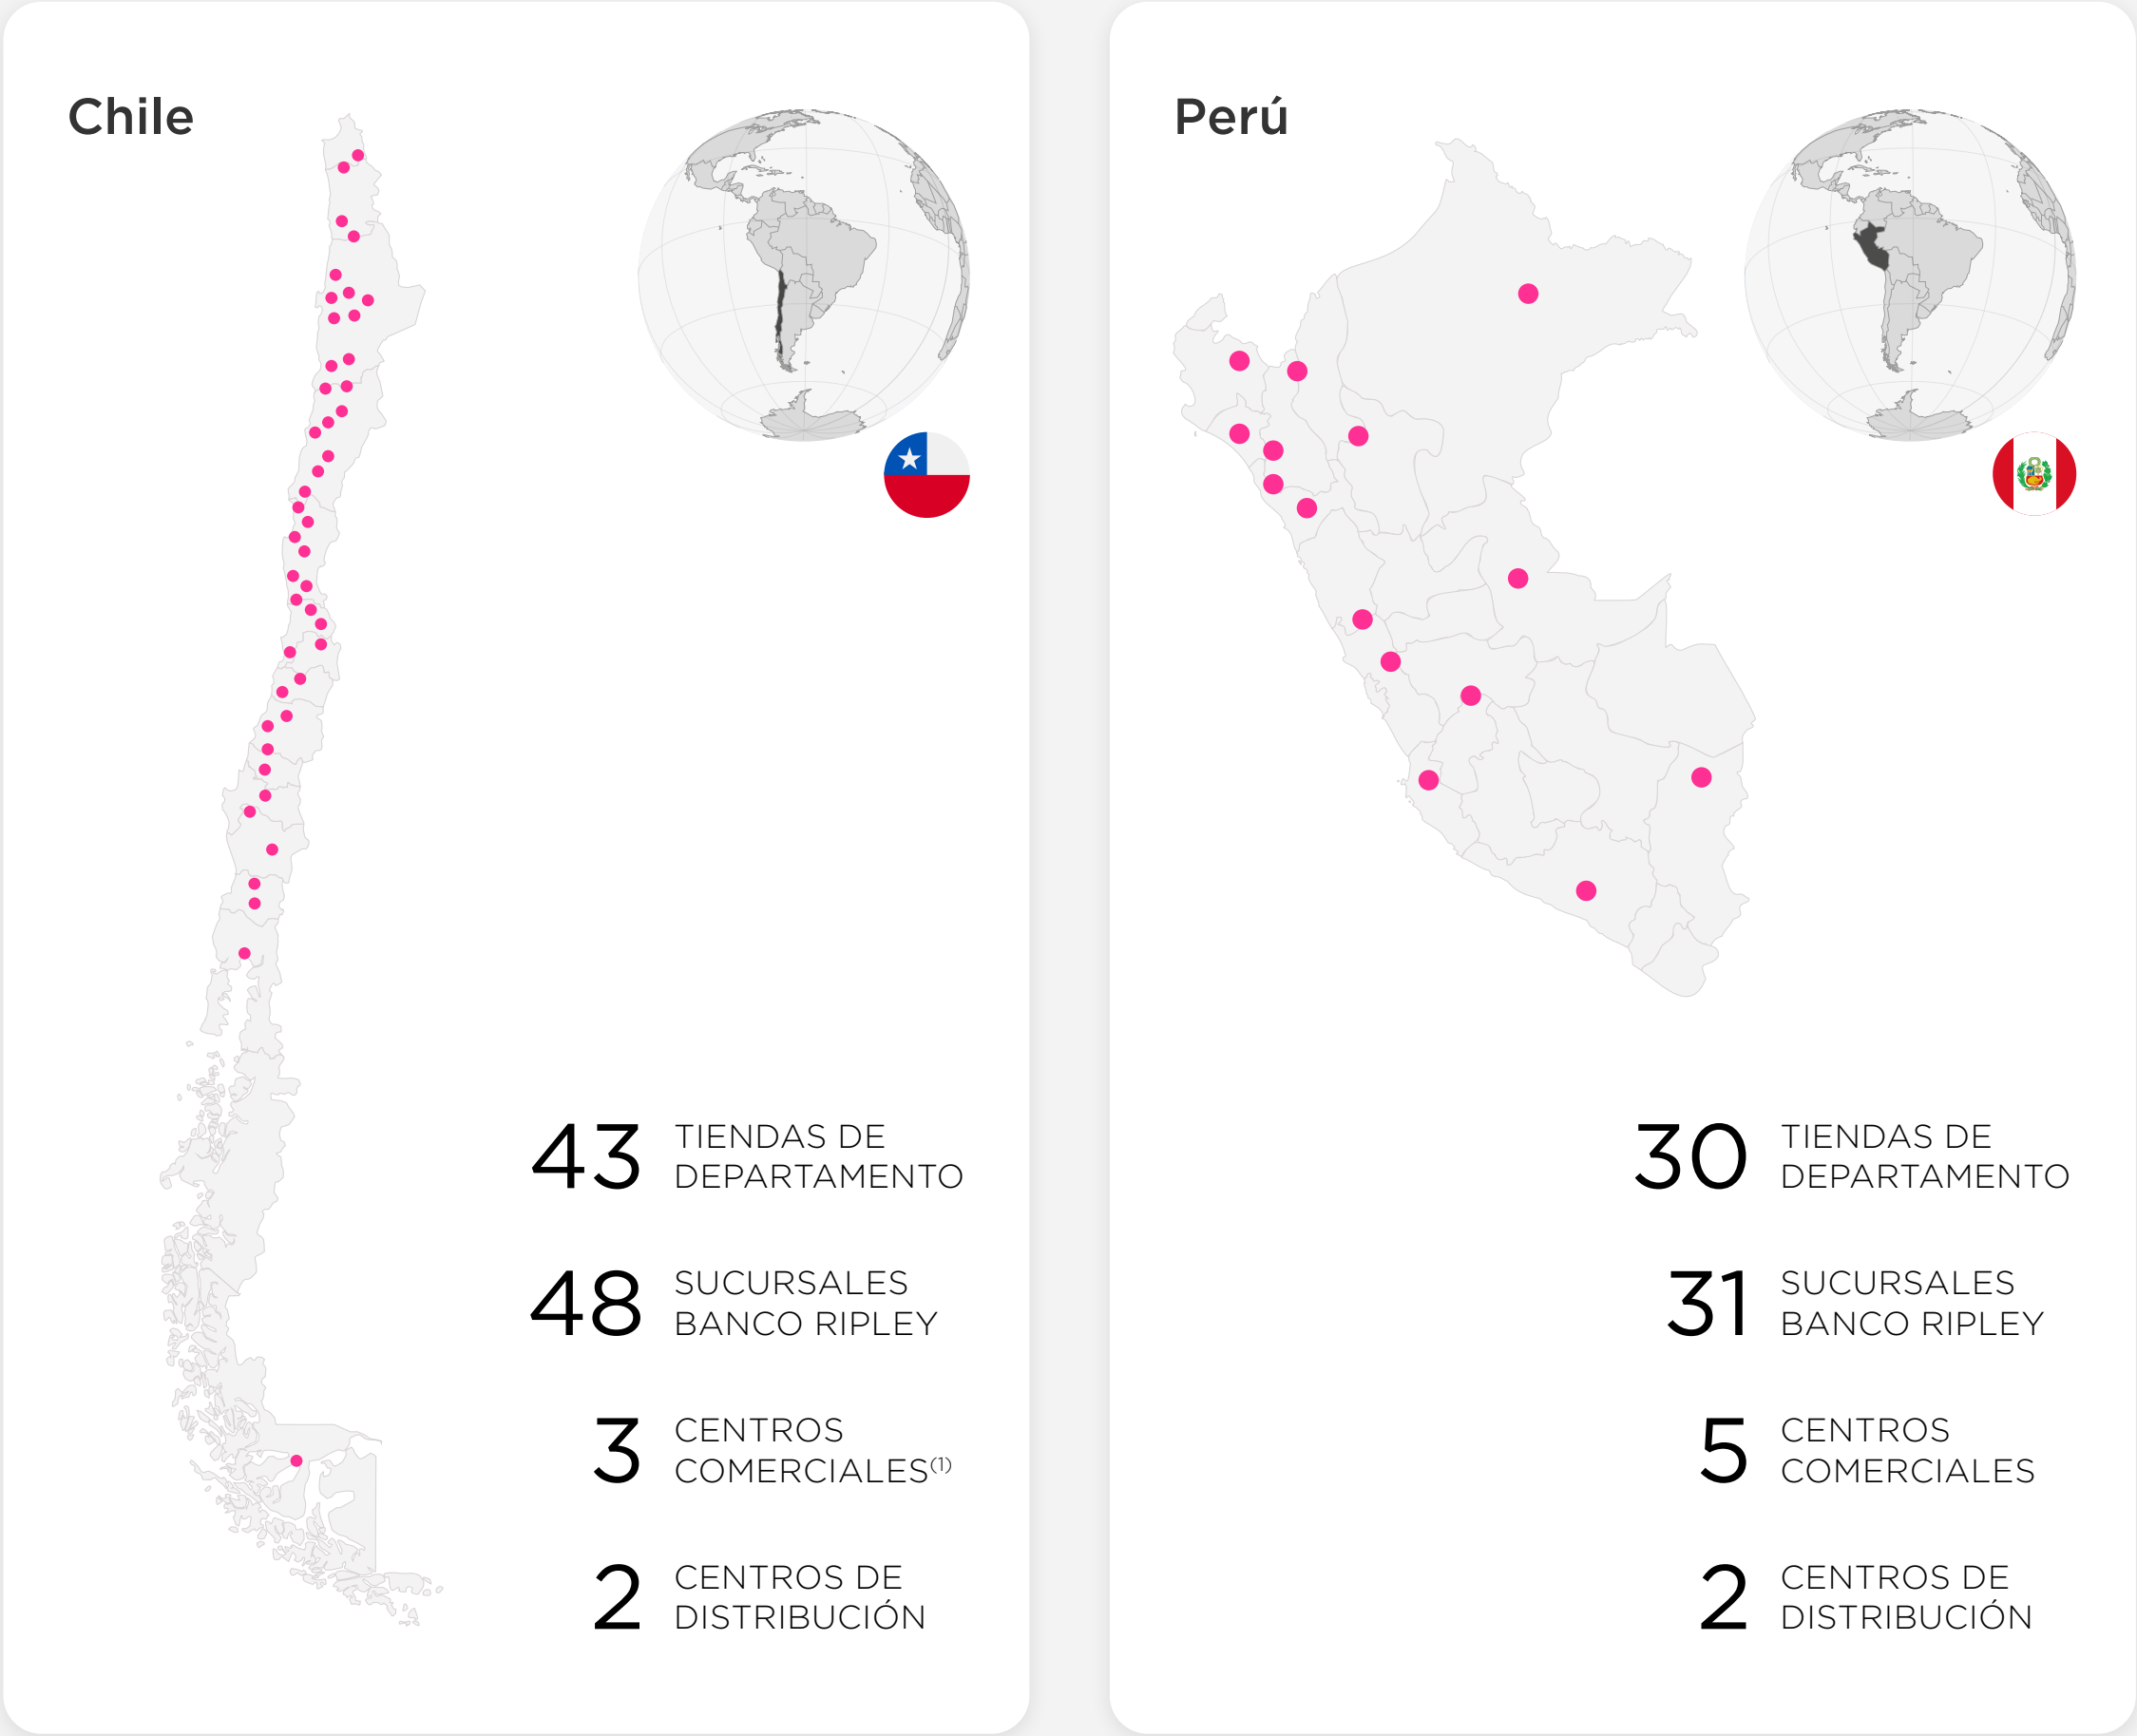 Chile
43
TIENDAS DE
DEPARTAMENTO
48
SUCURSALES
BANCO RIPLEY
3
CENTROS
COMERCIALES(1)
2
CENTROS DE
DISTRIBUCIÓN
Perú
30
TIENDAS DE
DEPARTAMENTO
31
SUCURSALES
BANCO RIPLEY
5
CENTROS
COMERCIALES
2
CENTROS DE
DISTRIBUCIÓN